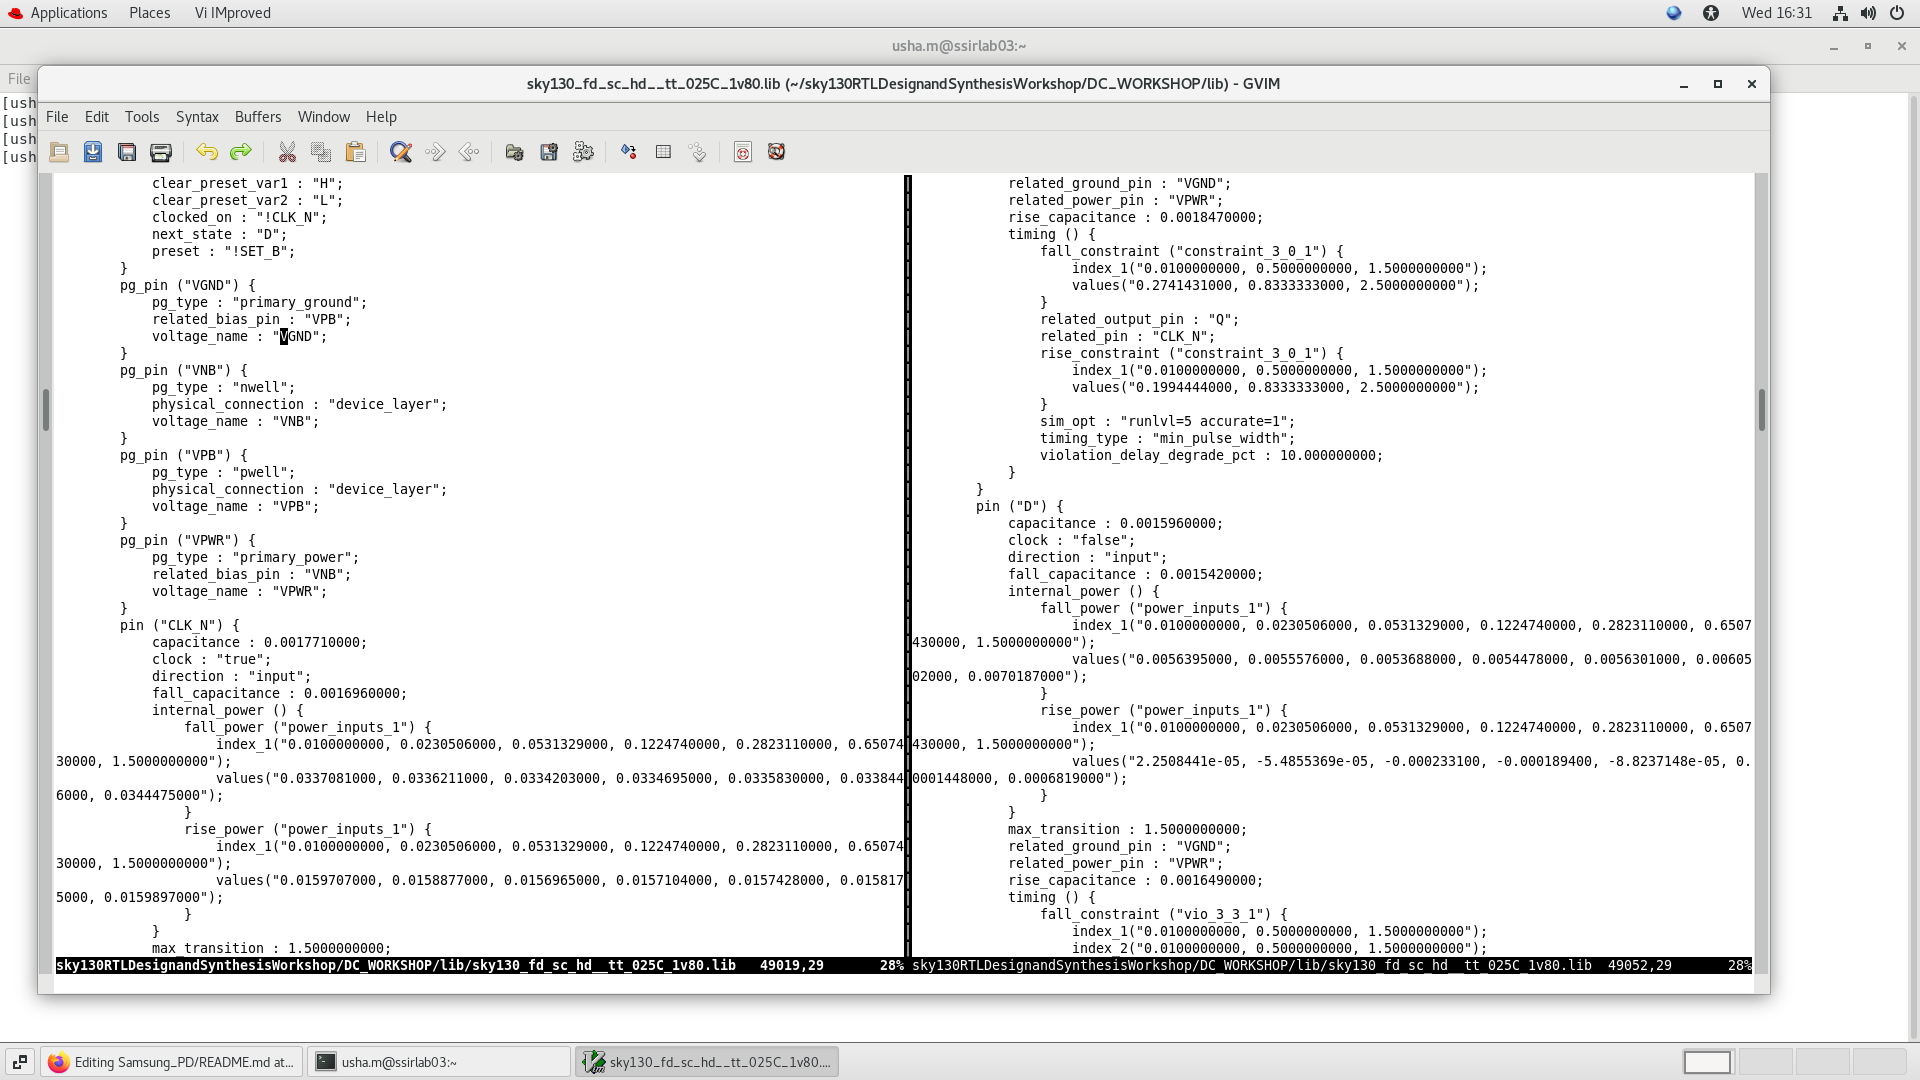 Applications Places Vi IMproved Wed 16:31
usha.m@ssirlab03:~
File
[ush
[ush
[ush
[ush
sky130_fd_sc_hd__tt_025C_1v80.lib (~/sky130RTLDesignandSynthesisWorkshop/DC_WORKSHOP/lib) - GVIM
File Edit Tools Syntax Buffers Window Help
clear_preset_var1 : "H";
clear_preset_var2 : "L";
clocked_on : "!CLK_N";
next_state : "D";
preset : "!SET_B";
}
pg_pin ("VGND") {
pg_type : "primary_ground";
related_bias_pin : "VPB";
voltage_name : "VGND";
}
pg_pin ("VNB") {
pg_type : "nwell";
physical_connection : "device_layer";
voltage_name : "VNB";
}
pg_pin ("VPB") {
pg_type : "pwell";
physical_connection : "device_layer";
voltage_name : "VPB";
}
pg_pin ("VPWR") {
pg_type : "primary_power";
related_bias_pin : "VNB";
voltage_name : "VPWR";
}
pin ("CLK_N") {
capacitance : 0.0017710000;
clock : "true";
direction : "input";
fall_capacitance : 0.0016960000;
internal_power () {
fall_power ("power_inputs_1") {
index_1("0.0100000000, 0.0230506000, 0.0531329000, 0.1224740000, 0.2823110000, 0.65074
30000, 1.5000000000");
values("0.0337081000, 0.0336211000, 0.0334203000, 0.0334695000, 0.0335830000, 0.033844
6000, 0.0344475000");
}
rise_power ("power_inputs_1") {
index_1("0.0100000000, 0.0230506000, 0.0531329000, 0.1224740000, 0.2823110000, 0.65074
30000, 1.5000000000");
values("0.0159707000, 0.0158877000, 0.0156965000, 0.0157104000, 0.0157428000, 0.015817
5000, 0.0159897000");
}
}
max_transition : 1.5000000000;
sky130RTLDesignandSynthesisWorkshop/DC_WORKSHOP/lib/sky130_fd_sc_hd__tt_025C_1v80.lib 49019,29 28%
related_ground_pin : "VGND";
related_power_pin : "VPWR";
rise_capacitance : 0.0018470000;
timing () {
fall_constraint ("constraint_3_0_1") {
index_1("0.0100000000, 0.5000000000, 1.5000000000");
values("0.2741431000, 0.8333333000, 2.5000000000");
}
related_output_pin : "Q";
related_pin : "CLK_N";
rise_constraint ("constraint_3_0_1") {
index_1("0.0100000000, 0.5000000000, 1.5000000000");
values("0.1994444000, 0.8333333000, 2.5000000000");
}
sim_opt : "runlvl=5 accurate=1";
timing_type : "min_pulse_width";
violation_delay_degrade_pct : 10.000000000;
}
}
pin ("D") {
capacitance : 0.0015960000;
clock : "false";
direction : "input";
fall_capacitance : 0.0015420000;
internal_power () {
fall_power ("power_inputs_1") {
index_1("0.0100000000, 0.0230506000, 0.0531329000, 0.1224740000, 0.2823110000, 0.6507
430000, 1.5000000000");
values("0.0056395000, 0.0055576000, 0.0053688000, 0.0054478000, 0.0056301000, 0.00605
02000, 0.0070187000");
}
rise_power ("power_inputs_1") {
index_1("0.0100000000, 0.0230506000, 0.0531329000, 0.1224740000, 0.2823110000, 0.6507
430000, 1.5000000000");
values("2.2508441e-05, -5.4855369e-05, -0.000233100, -0.000189400, -8.8237148e-05, 0.
0001448000, 0.0006819000");
}
}
max_transition : 1.5000000000;
related_ground_pin : "VGND";
related_power_pin : "VPWR";
rise_capacitance : 0.0016490000;
timing () {
fall_constraint ("vio_3_3_1") {
index_1("0.0100000000, 0.5000000000, 1.5000000000");
index_2("0.0100000000, 0.5000000000, 1.5000000000");
sky130RTLDesignandSynthesisWorkshop/DC_WORKSHOP/lib/sky130_fd_sc_hd__tt_025C_1v80.lib 49052,29 28%
Editing Samsung_PD/README.md at... usha.m@ssirlab03:~ sky130_fd_sc_hd__tt_025C_1v80....